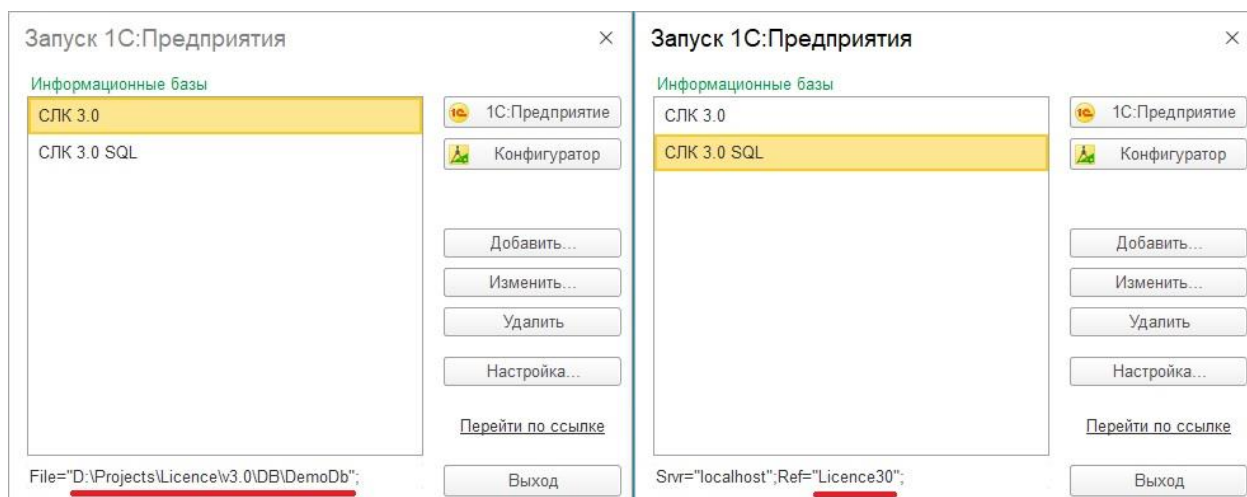 Запуск 1С:Предприятия
Информационные базы
СЛК 3.0
СЛК 3.0 SQL
1С:Предприятие
Конфигуратор
Добавить...
Изменить...
Удалить
Настройка...
Перейти по ссылке
File="D:\Projects\Licence\v3.0\DB\DemoDb";
Выход
Запуск 1С:Предприятия
Информационные базы
СЛК 3.0
СЛК 3.0 SQL
1С:Предприятие
Конфигуратор
Добавить...
Изменить...
Удалить
Настройка...
Перейти по ссылке
Srvr="localhost";Ref="Licence30";
Выход